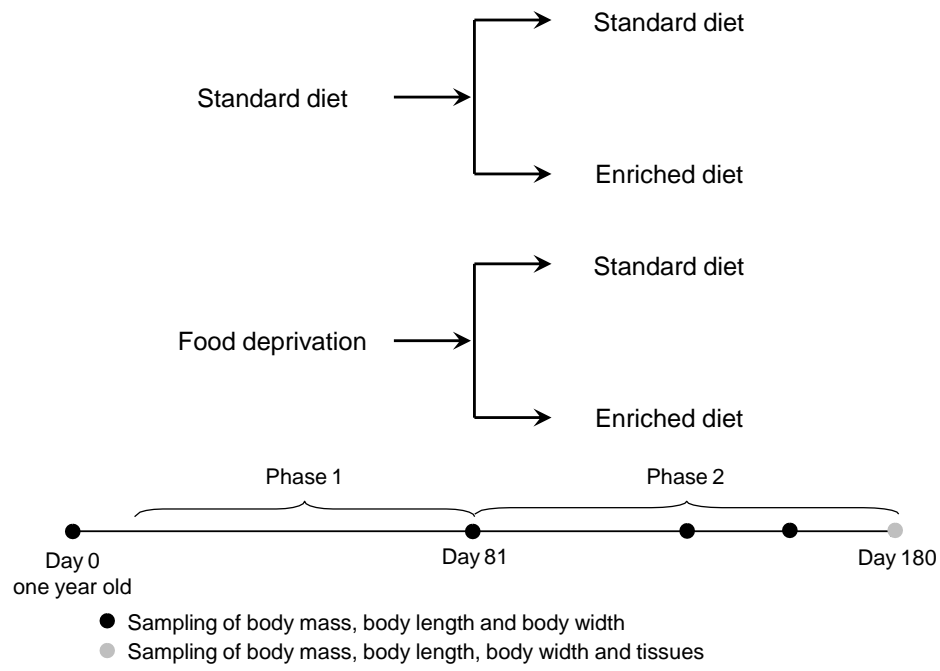 Standard diet
Standard diet
Enriched diet
Standard diet
Food deprivation
Enriched diet
Phase 1
Phase 2
Day 0
one year old
Day 81
Day 180
Sampling of body mass, body length and body width
Sampling of body mass, body length, body width and tissues